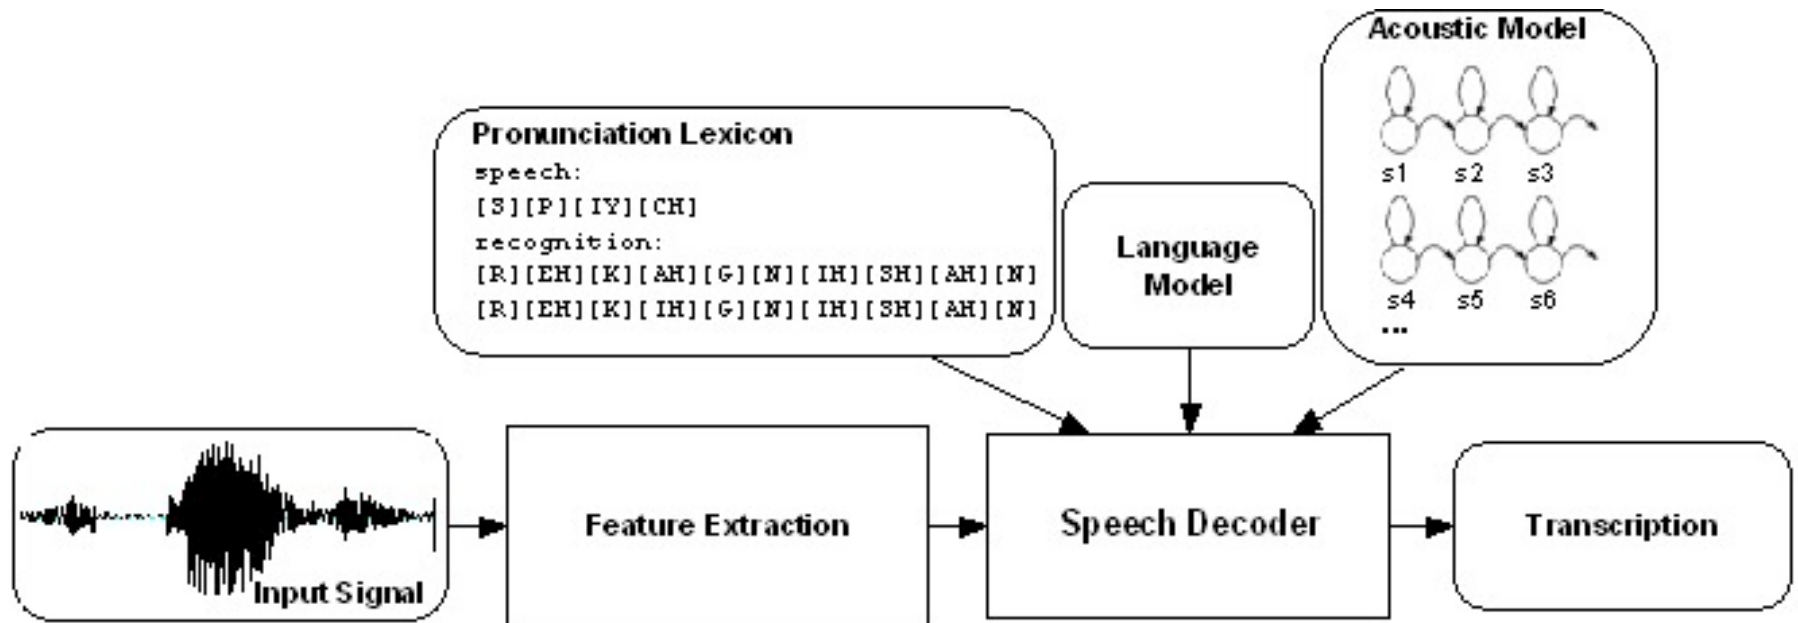 Acoustic Model
s1 s2 s3
s4 s5 s6
...
Pronunciation Lexicon
speech:
[S][P][IY][CH]
recognition:
[R][EH][K][AH][G][N][IH][SH][AH][N]
[R][EH][K][IH][G][N][IH][SH][AH][N]
Language
Model
Input Signal
Feature Extraction
Speech Decoder
Transcription